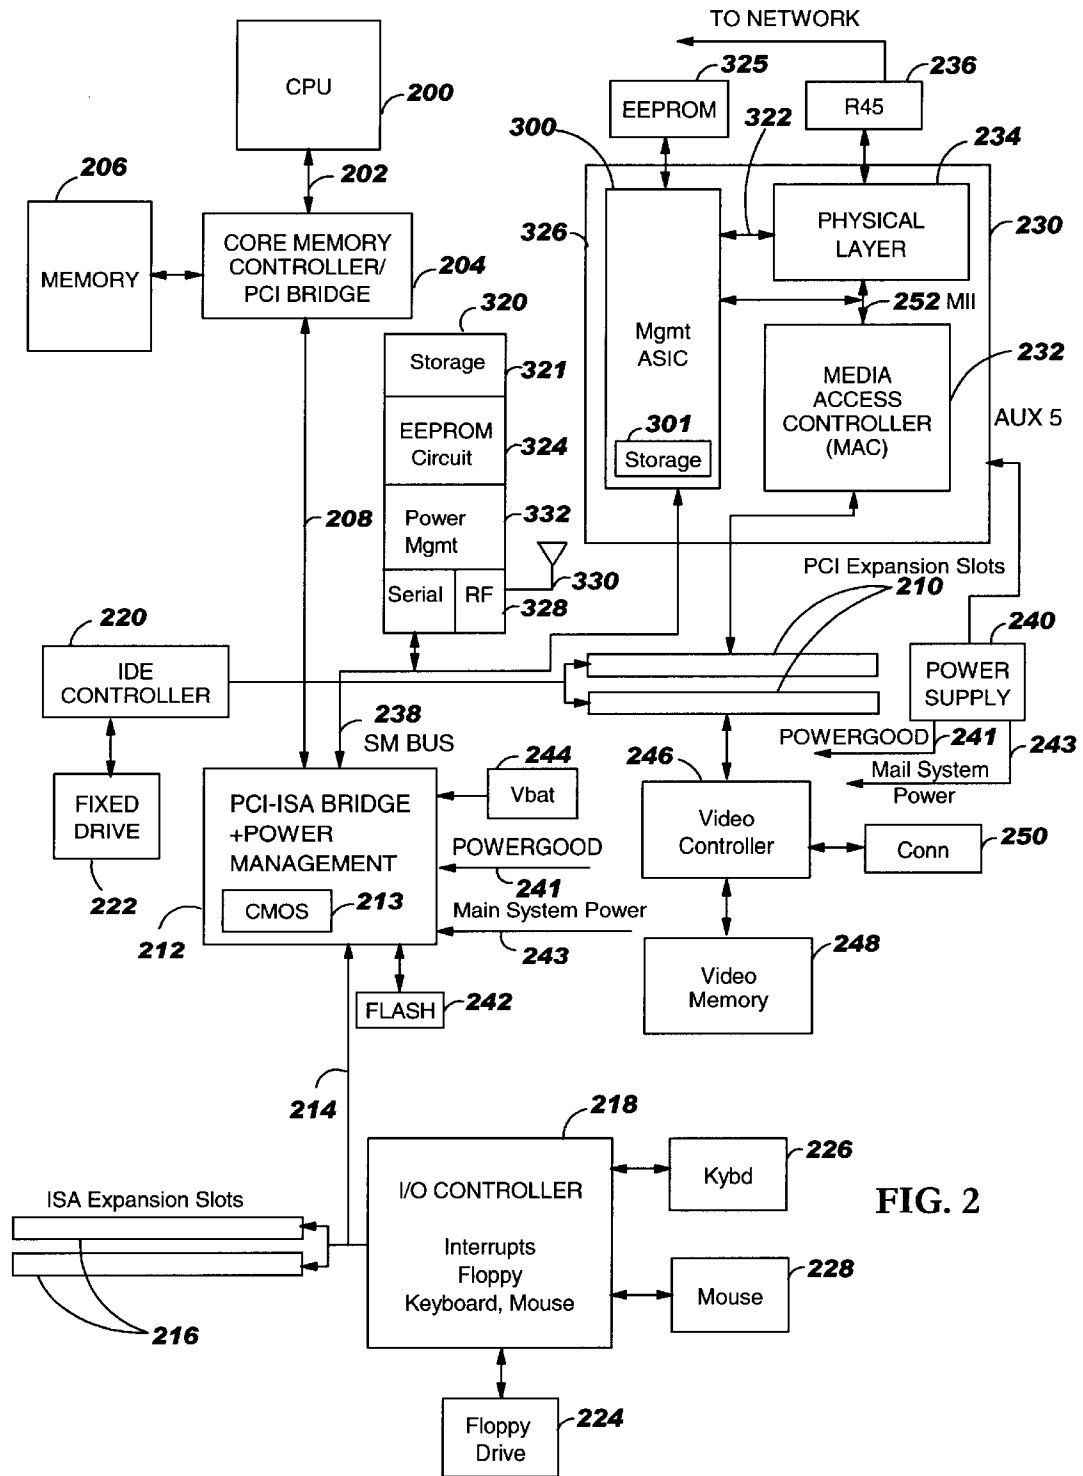 TO NETWORK
CPU
200
325
EEPROM
236
R45
300
322
234
202
206
MEMORY
CORE MEMORY
CONTROLLER/
PCI BRIDGE
204
326
PHYSICAL
LAYER
230
252 MII
320
Storage
321
Mgmt
ASIC
MEDIA
ACCESS
CONTROLLER
(MAC)
232
AUX 5
EEPROM
Circuit
324
301
Storage
208
Power
Mgmt
332
330
Serial
RF
328
PCI Expansion Slots
210
220
IDE
CONTROLLER
240
POWER
SUPPLY
238
SM BUS
POWERGOOD
241
243
Mail System
Power
FIXED
DRIVE
222
PCI-ISA BRIDGE
+POWER
MANAGEMENT
244
Vbat
246
Video
Controller
Conn
250
POWERGOOD
241
CMOS
213
212
Main System Power
243
248
Video
Memory
FLASH
242
214
218
I/O CONTROLLER
Interrupts
Floppy
Keyboard, Mouse
226
Kybd
FIG. 2
ISA Expansion Slots
216
228
Mouse
Floppy
Drive
224